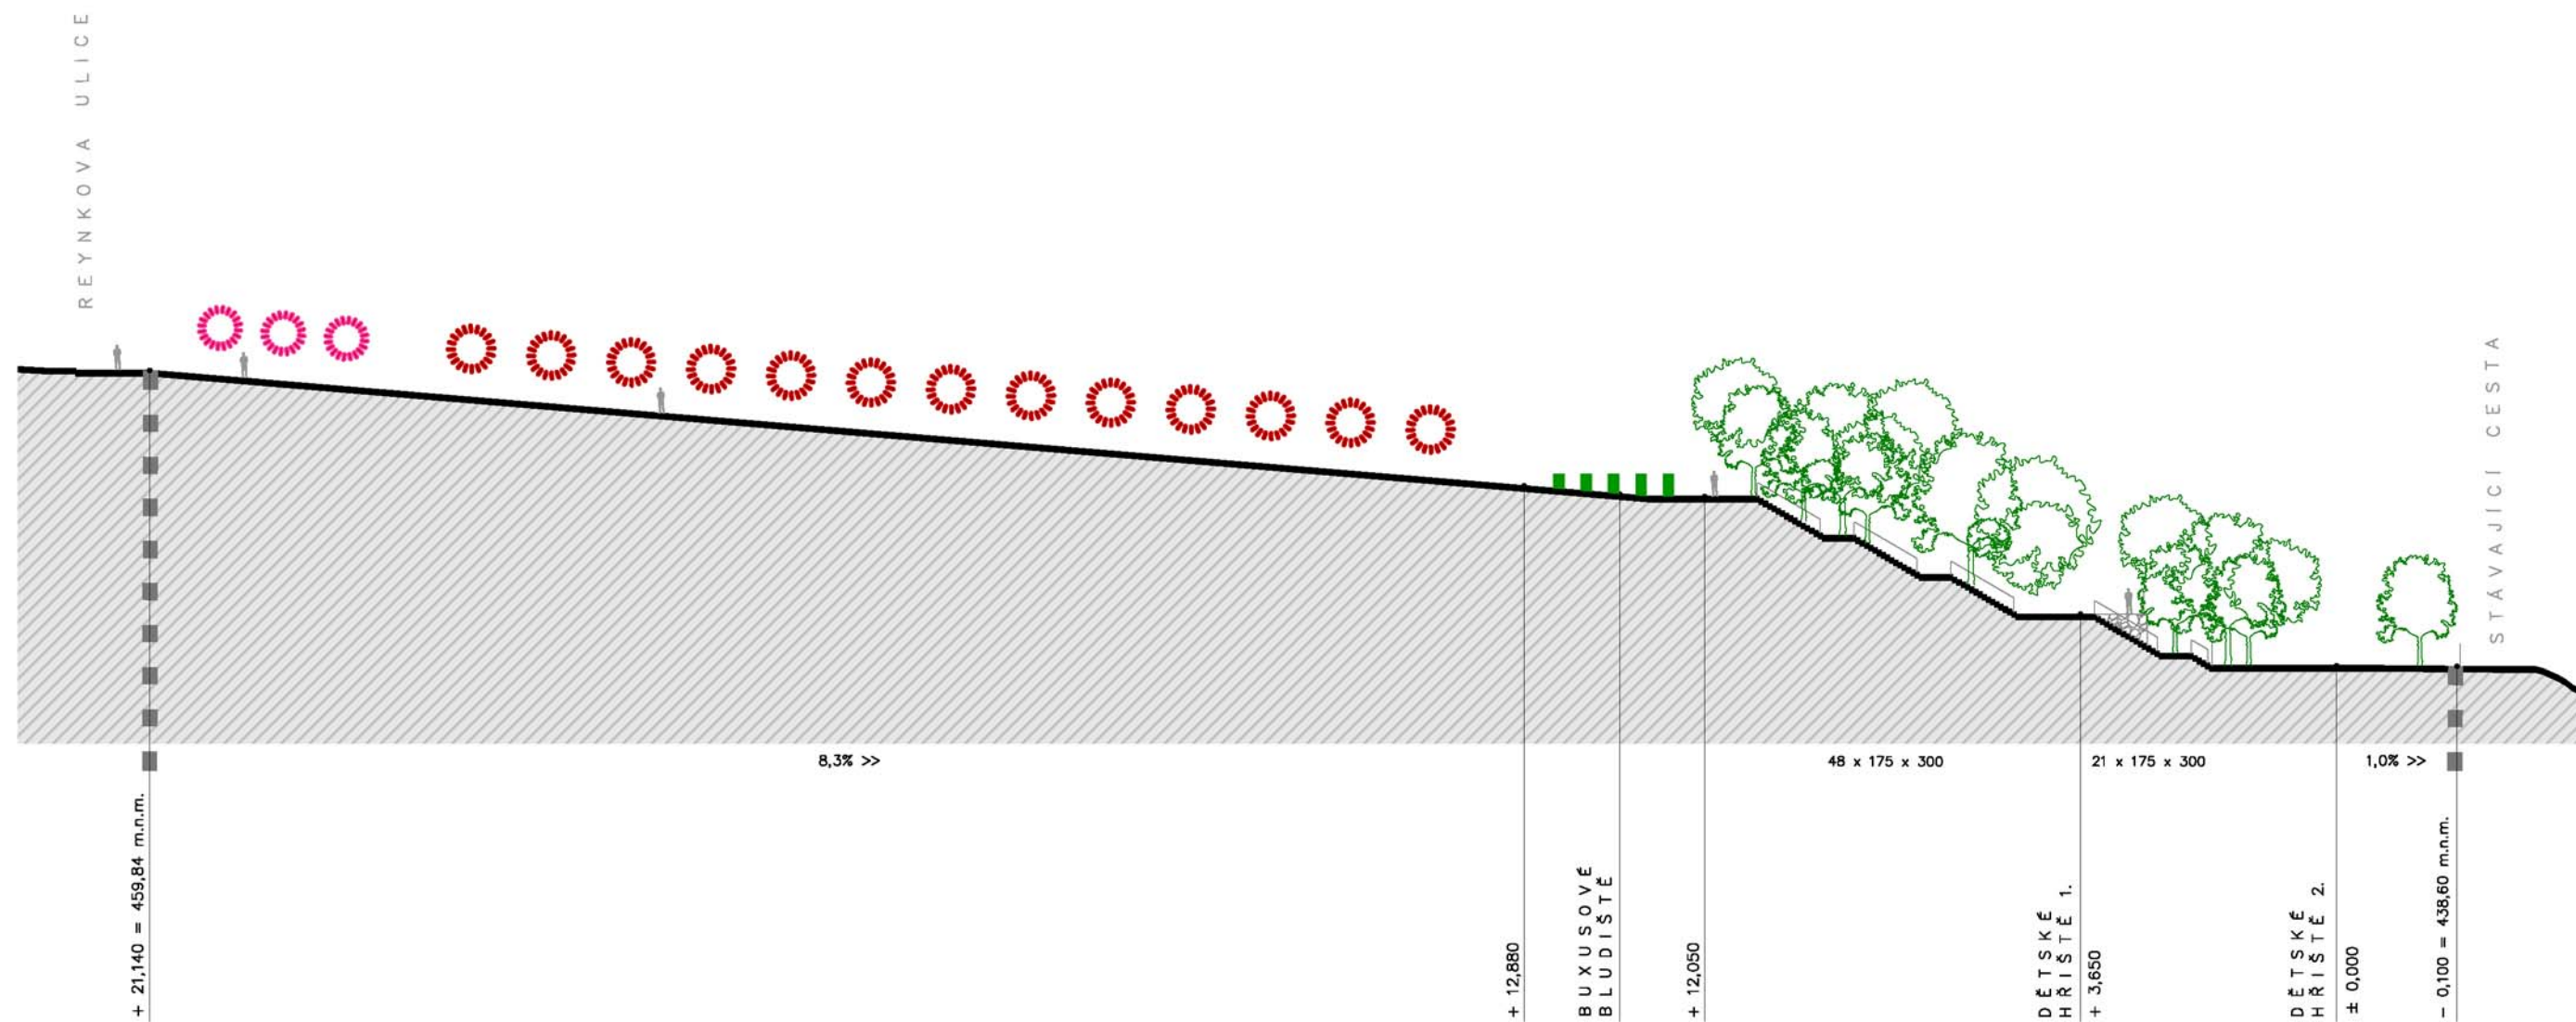 REYNKOVA ULICE
STÁVAJÍCÍ CESTA
8,3% >>
48 x 175 x 300
21 x 175 x 300
1,0% >>
+ 21,140 = 459,84 m.n.m.
+ 12,880
BUXUSOVÉ
BLUDIŠTĚ
+ 12,050
DĚTSKÉ
HŘIŠTĚ 1.
+ 3,650
DĚTSKÉ
HŘIŠTĚ 2.
± 0,000
− 0,100 = 438,60 m.n.m.